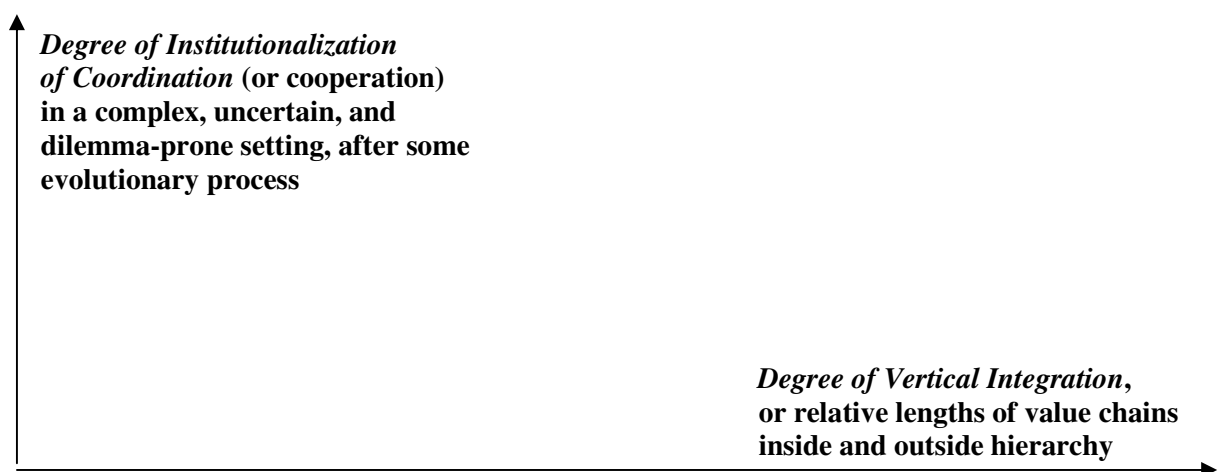 Degree of Institutionalization
of Coordination (or cooperation)
in a complex, uncertain, and
dilemma-prone setting, after some
evolutionary process
Degree of Vertical Integration,
or relative lengths of value chains
inside and outside hierarchy